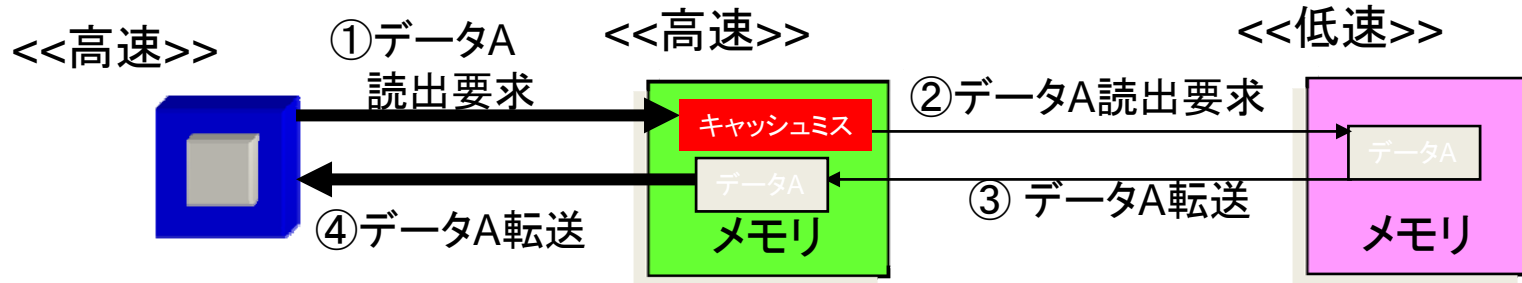 <<高速>>
①データA
読出要求
<<高速>>
<<低速>>
キャッシュミス
②データA読出要求
データA
データA
④データA転送
③ データA転送
メモリ
メモリ